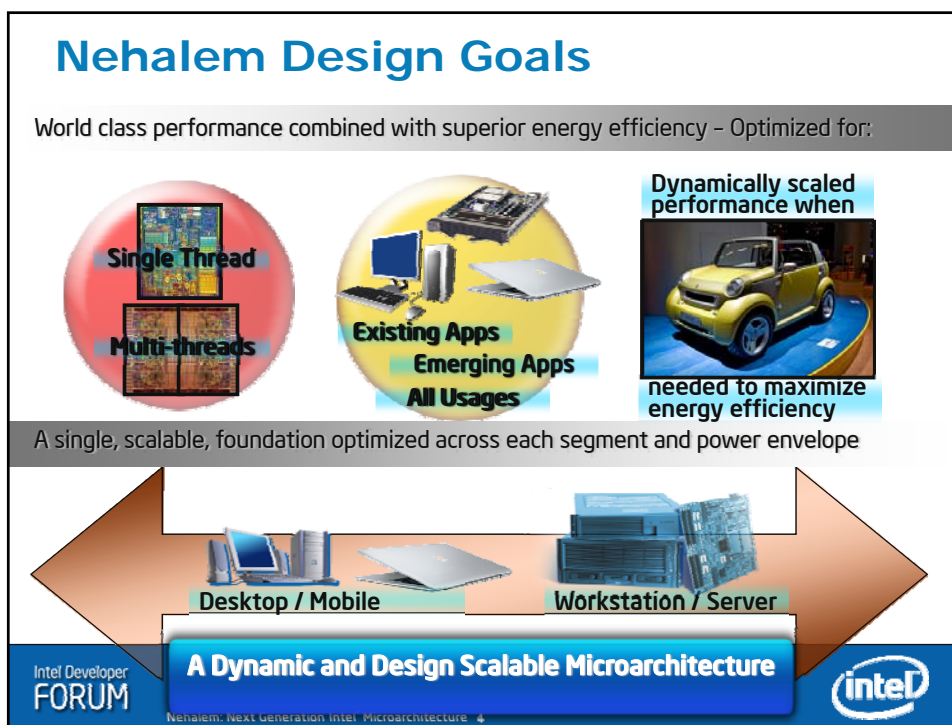 Nehalem Design Goals
World class performance combined with superior energy efficiency – Optimized for:
Single Thread
Multi-threads
Existing Apps
Emerging Apps
All Usages
Dynamically scaled
performance when
needed to maximize
energy efficiency
A single, scalable, foundation optimized across each segment and power envelope
Desktop / Mobile
Workstation / Server
A Dynamic and Design Scalable Microarchitecture
Intel Developer
FORUM
Nehalem: Next Generation Intel Microarchitecture 4
intel